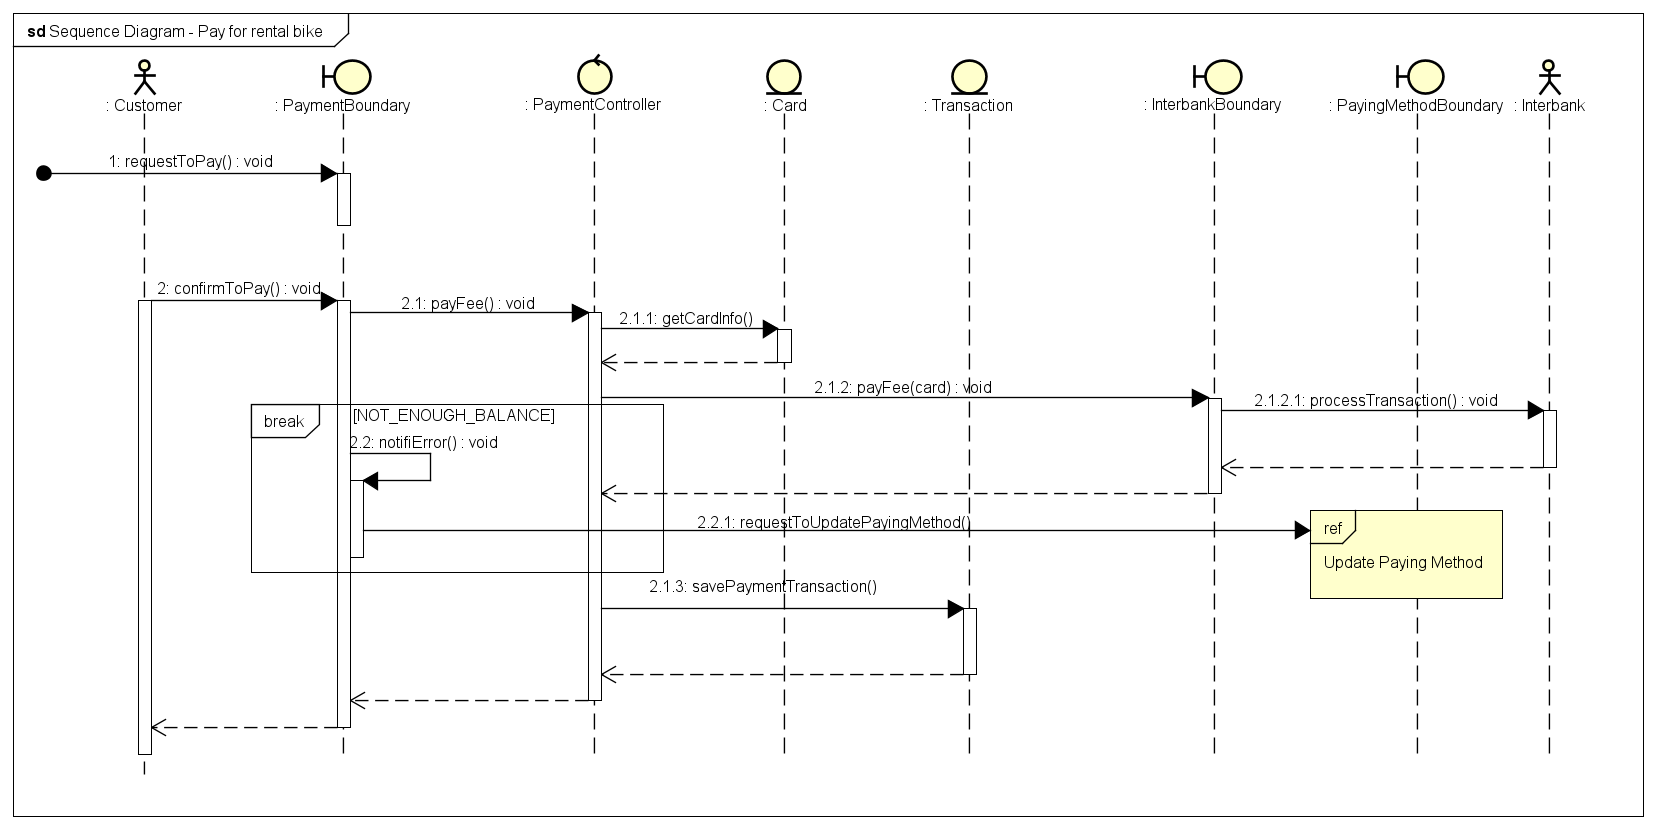 sd Sequence Diagram - Pay for rental bike
: Customer
: PaymentBoundary
: PaymentController
: Card
: Transaction
: InterbankBoundary
: PayingMethodBoundary
: Interbank
1: requestToPay() : void
2: confirmToPay() : void
2.1: payFee() : void
2.1.1: getCardInfo()
2.1.2: payFee(card) : void
2.1.2.1: processTransaction() : void
break
[NOT_ENOUGH_BALANCE]
2.2: notifiError() : void
2.2.1: requestToUpdatePayingMethod()
ref
Update Paying Method
2.1.3: savePaymentTransaction()